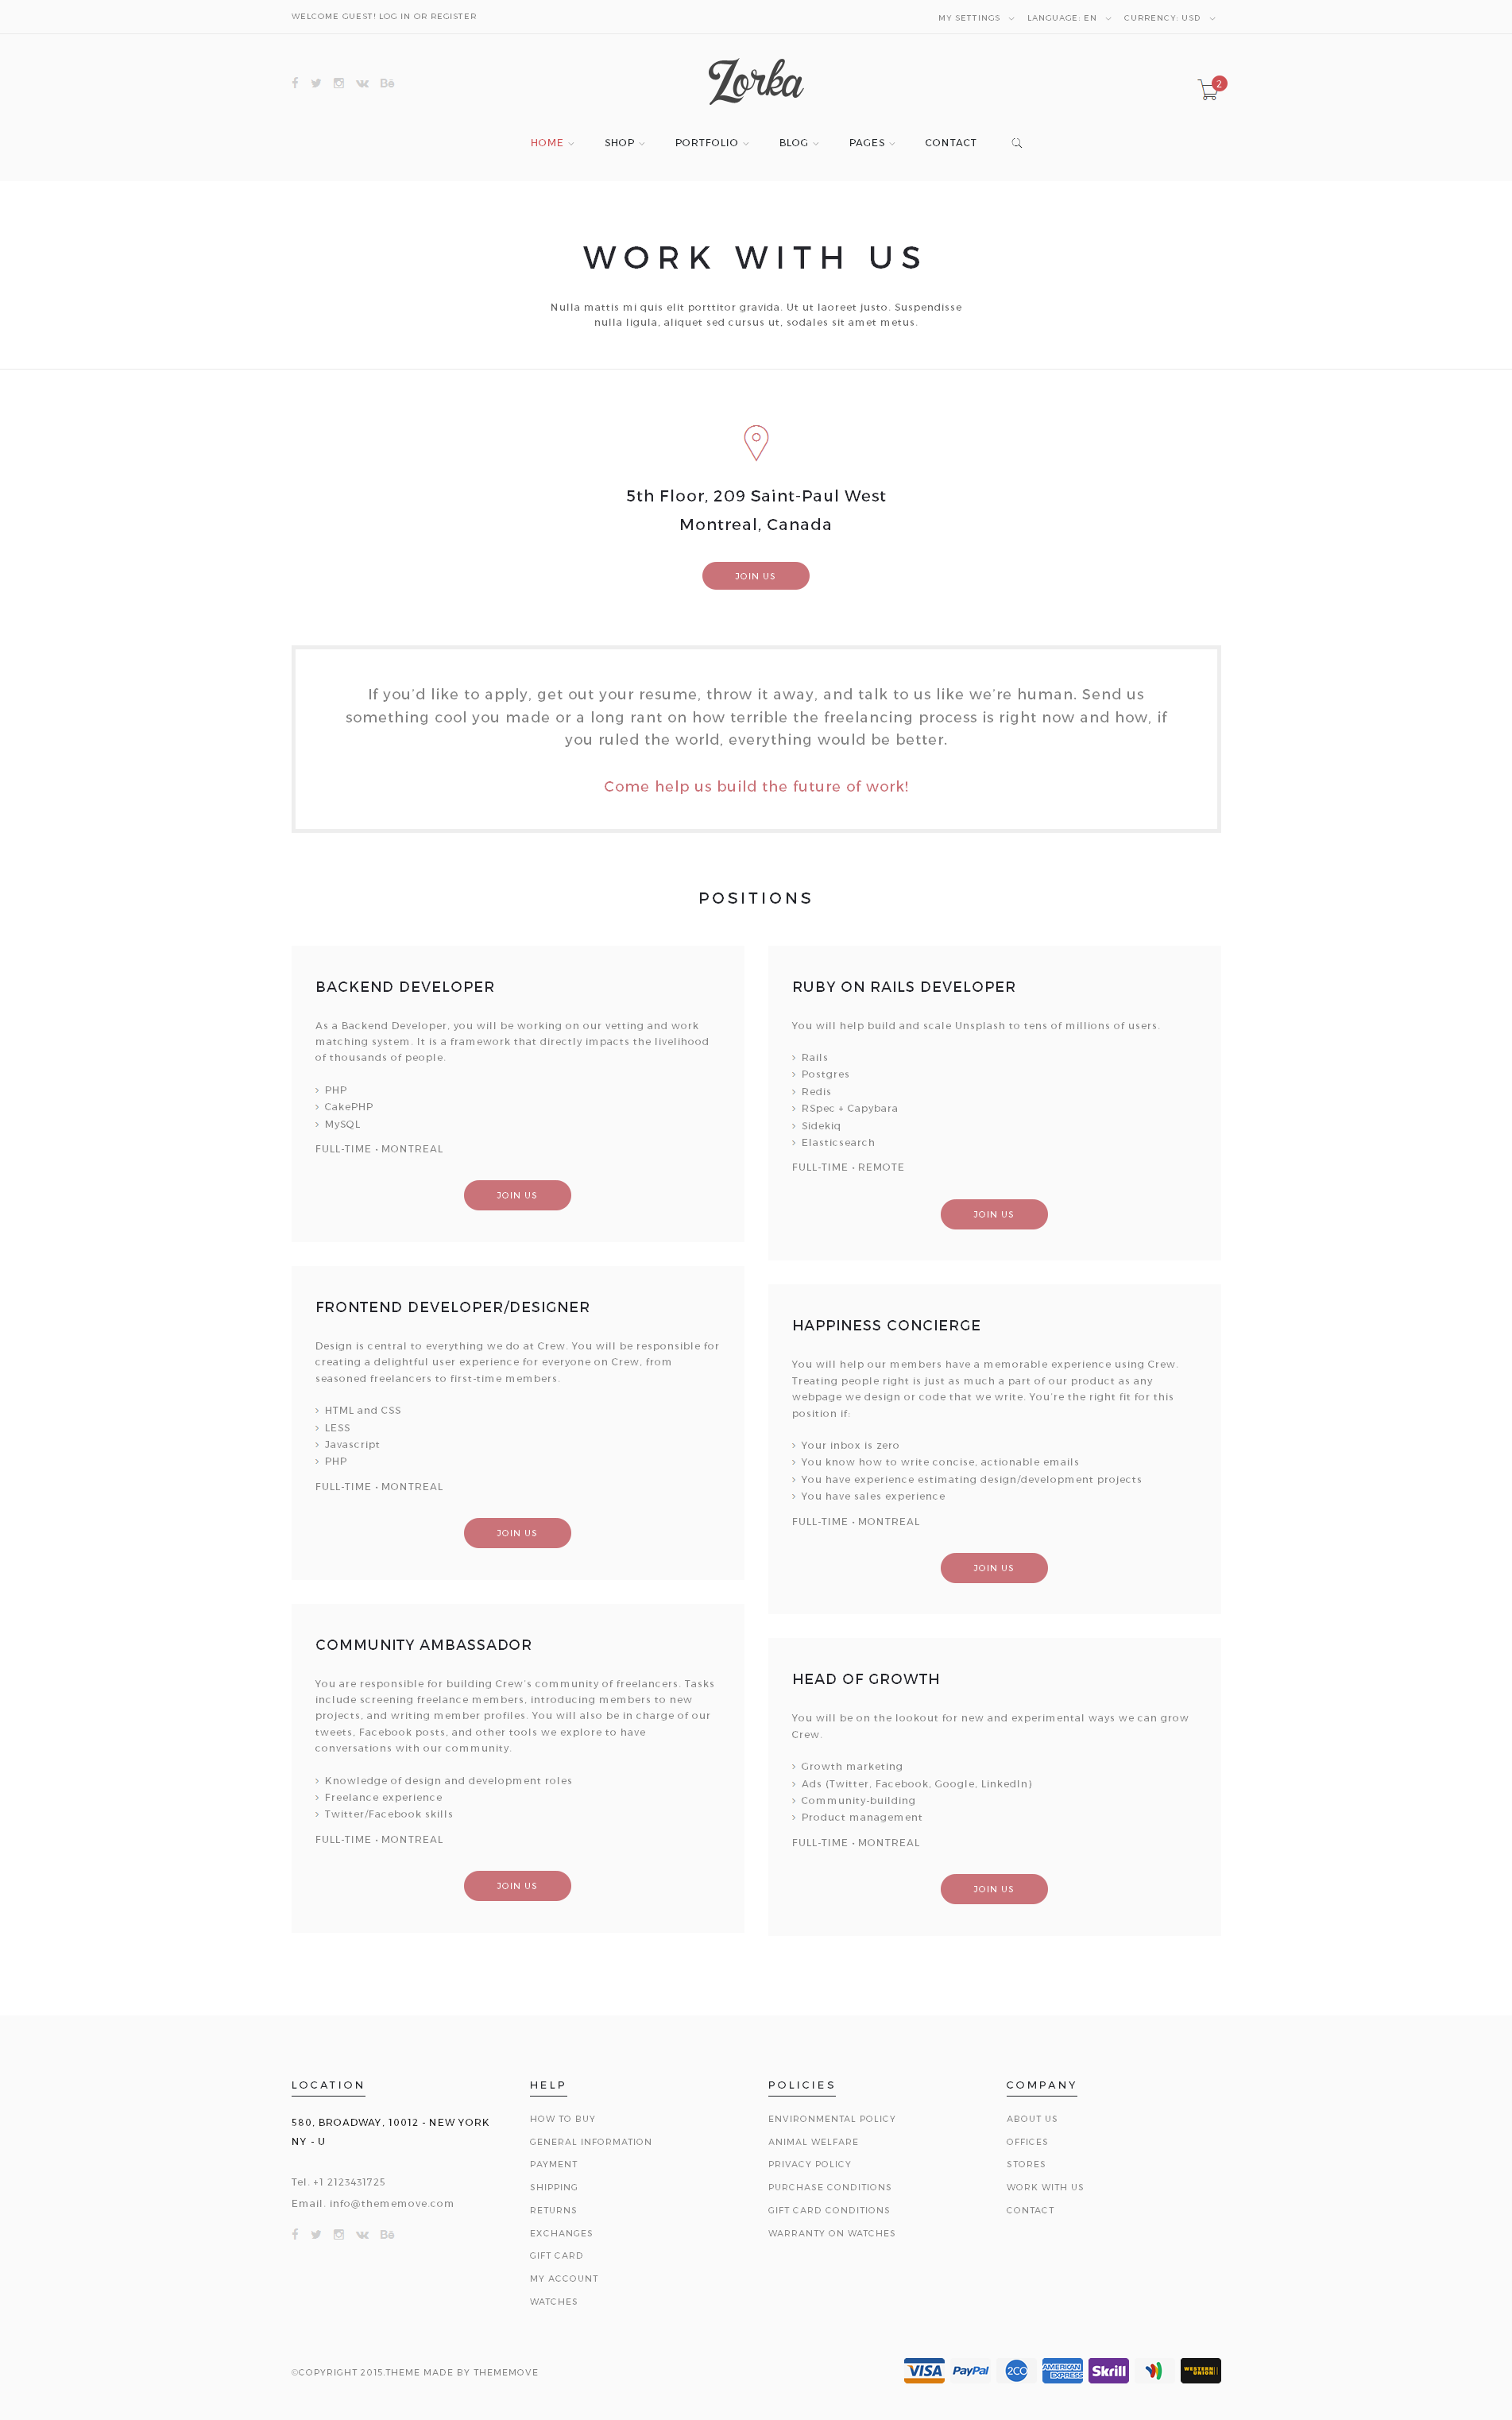 WELCOME GUEST! LOG IN OR REGISTER
MY SETTINGS LANGUAGE: EN CURRENCY: USD
Zorka
2
HOME SHOP PORTFOLIO BLOG PAGES CONTACT
WORK WITH US
Nulla mattis mi quis elit porttitor gravida. Ut ut laoreet justo. Suspendisse
nulla ligula, aliquet sed cursus ut, sodales sit amet metus.
5th Floor, 209 Saint-Paul West
Montreal, Canada
JOIN US
If you’d like to apply, get out your resume, throw it away, and talk to us like we’re human. Send us
something cool you made or a long rant on how terrible the freelancing process is right now and how, if
you ruled the world, everything would be better.
Come help us build the future of work!
POSITIONS
BACKEND DEVELOPER
As a Backend Developer, you will be working on our vetting and work
matching system. It is a framework that directly impacts the livelihood
of thousands of people.
PHP
CakePHP
MySQL
FULL-TIME · MONTREAL
JOIN US
FRONTEND DEVELOPER/DESIGNER
Design is central to everything we do at Crew. You will be responsible for
creating a delightful user experience for everyone on Crew, from
seasoned freelancers to first-time members.
HTML and CSS
LESS
Javascript
PHP
FULL-TIME · MONTREAL
JOIN US
COMMUNITY AMBASSADOR
You are responsible for building Crew’s community of freelancers. Tasks
include screening freelance members, introducing members to new
projects, and writing member profiles. You will also be in charge of our
tweets, Facebook posts, and other tools we explore to have
conversations with our community.
Knowledge of design and development roles
Freelance experience
Twitter/Facebook skills
FULL-TIME · MONTREAL
JOIN US
RUBY ON RAILS DEVELOPER
You will help build and scale Unsplash to tens of millions of users.
Rails
Postgres
Redis
RSpec + Capybara
Sidekiq
Elasticsearch
FULL-TIME · REMOTE
JOIN US
HAPPINESS CONCIERGE
You will help our members have a memorable experience using Crew.
Treating people right is just as much a part of our product as any
webpage we design or code that we write. You’re the right fit for this
position if:
Your inbox is zero
You know how to write concise, actionable emails
You have experience estimating design/development projects
You have sales experience
FULL-TIME · MONTREAL
JOIN US
HEAD OF GROWTH
You will be on the lookout for new and experimental ways we can grow
Crew.
Growth marketing
Ads (Twitter, Facebook, Google, LinkedIn)
Community-building
Product management
FULL-TIME · MONTREAL
JOIN US
LOCATION
580, BROADWAY, 10012 - NEW YORK
NY - U
Tel. +1 2123431725
Email. info@thememove.com
HELP
HOW TO BUY
GENERAL INFORMATION
PAYMENT
SHIPPING
RETURNS
EXCHANGES
GIFT CARD
MY ACCOUNT
WATCHES
POLICIES
ENVIRONMENTAL POLICY
ANIMAL WELFARE
PRIVACY POLICY
PURCHASE CONDITIONS
GIFT CARD CONDITIONS
WARRANTY ON WATCHES
COMPANY
ABOUT US
OFFICES
STORES
WORK WITH US
CONTACT
©COPYRIGHT 2015.THEME MADE BY THEMEMOVE
VISA PayPal 2CO AMERICAN EXPRESS Skrill WESTERN UNION